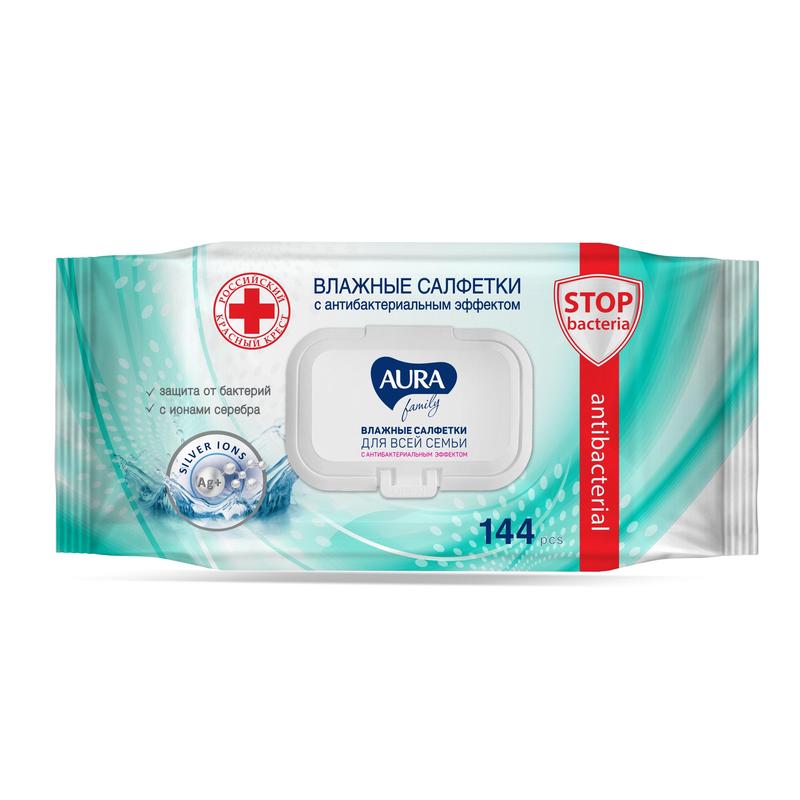 РОССИЙСКИЙ
КРАСНЫЙ КРЕСТ
ВЛАЖНЫЕ САЛФЕТКИ
с антибактериальным эффектом
STOP
bacteria
защита от бактерий
с ионами серебра
SILVER IONS
Ag+
AURA
family
ВЛАЖНЫЕ САЛФЕТКИ
ДЛЯ ВСЕЙ СЕМЬИ
С АНТИБАКТЕРИАЛЬНЫМ ЭФФЕКТОМ
antibacterial
144 pcs